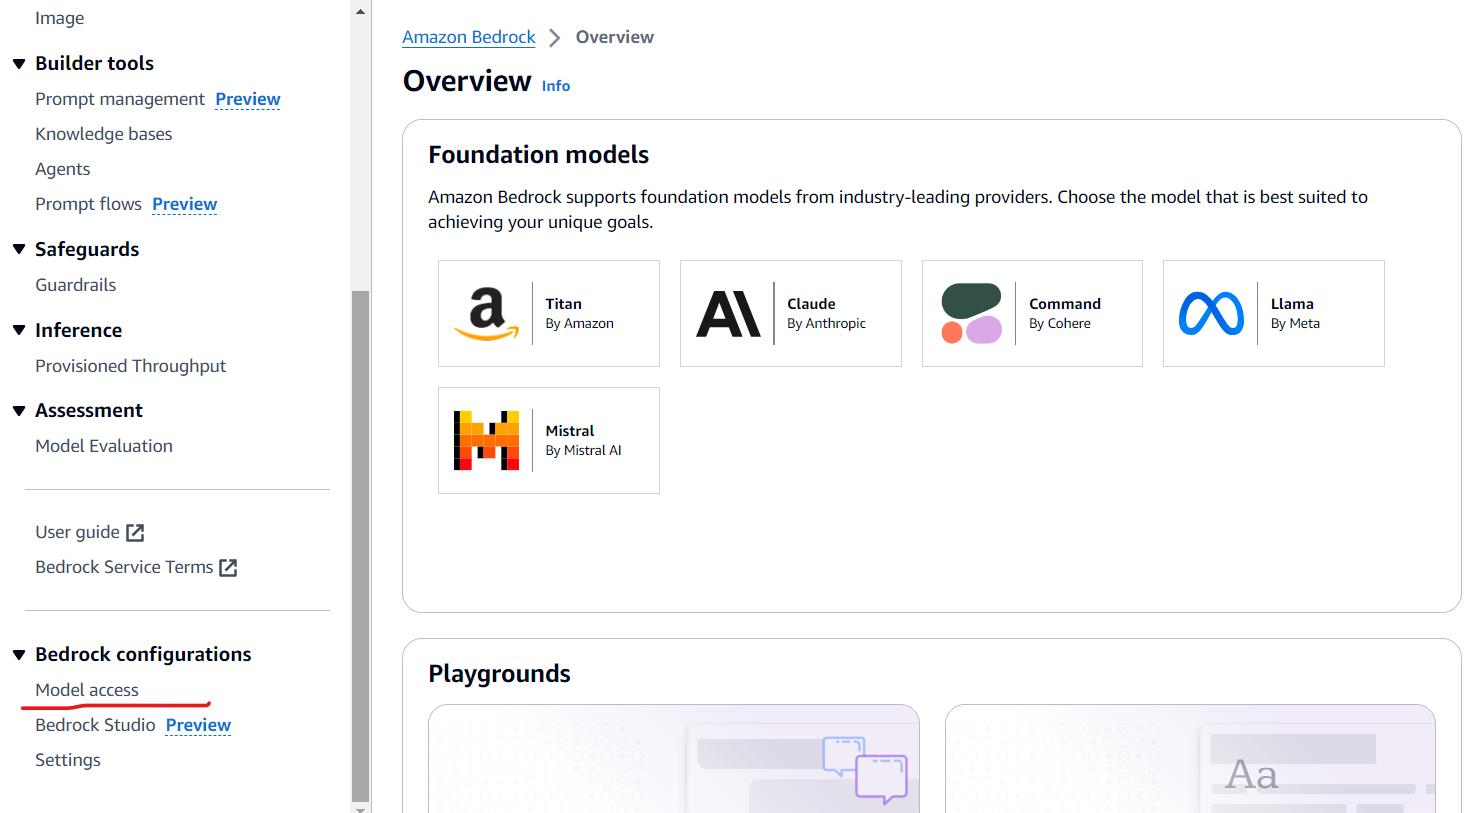 Image
Builder tools
Prompt management Preview
Knowledge bases
Agents
Prompt flows Preview
Safeguards
Guardrails
Inference
Provisioned Throughput
Assessment
Model Evaluation
User guide
Bedrock Service Terms
Bedrock configurations
Model access
Bedrock Studio Preview
Settings
Amazon Bedrock > Overview
Overview Info
Foundation models
Amazon Bedrock supports foundation models from industry-leading providers. Choose the model that is best suited to
achieving your unique goals.
Titan
By Amazon
Claude
By Anthropic
Command
By Cohere
Llama
By Meta
Mistral
By Mistral AI
Playgrounds
Aa